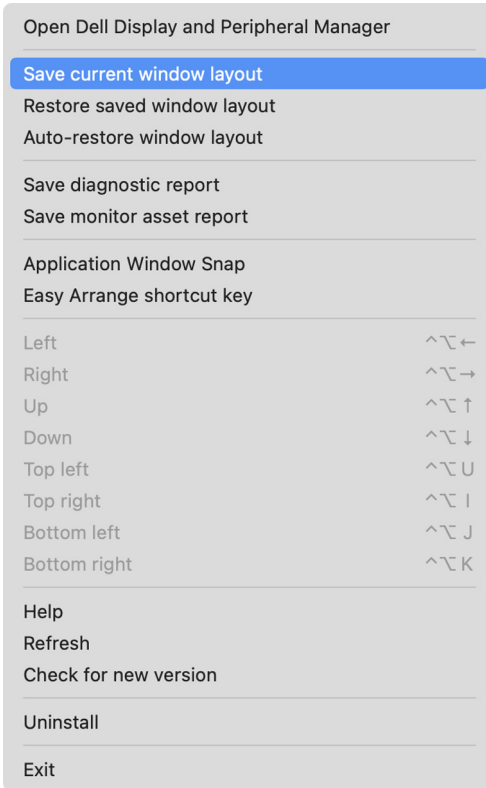 Open Dell Display and Peripheral Manager
Save current window layout
Restore saved window layout
Auto-restore window layout
Save diagnostic report
Save monitor asset report
Application Window Snap
Easy Arrange shortcut key
Left ^⌥←
Right ^⌥→
Up ^⌥↑
Down ^⌥↓
Top left ^⌥U
Top right ^⌥I
Bottom left ^⌥J
Bottom right ^⌥K
Help
Refresh
Check for new version
Uninstall
Exit